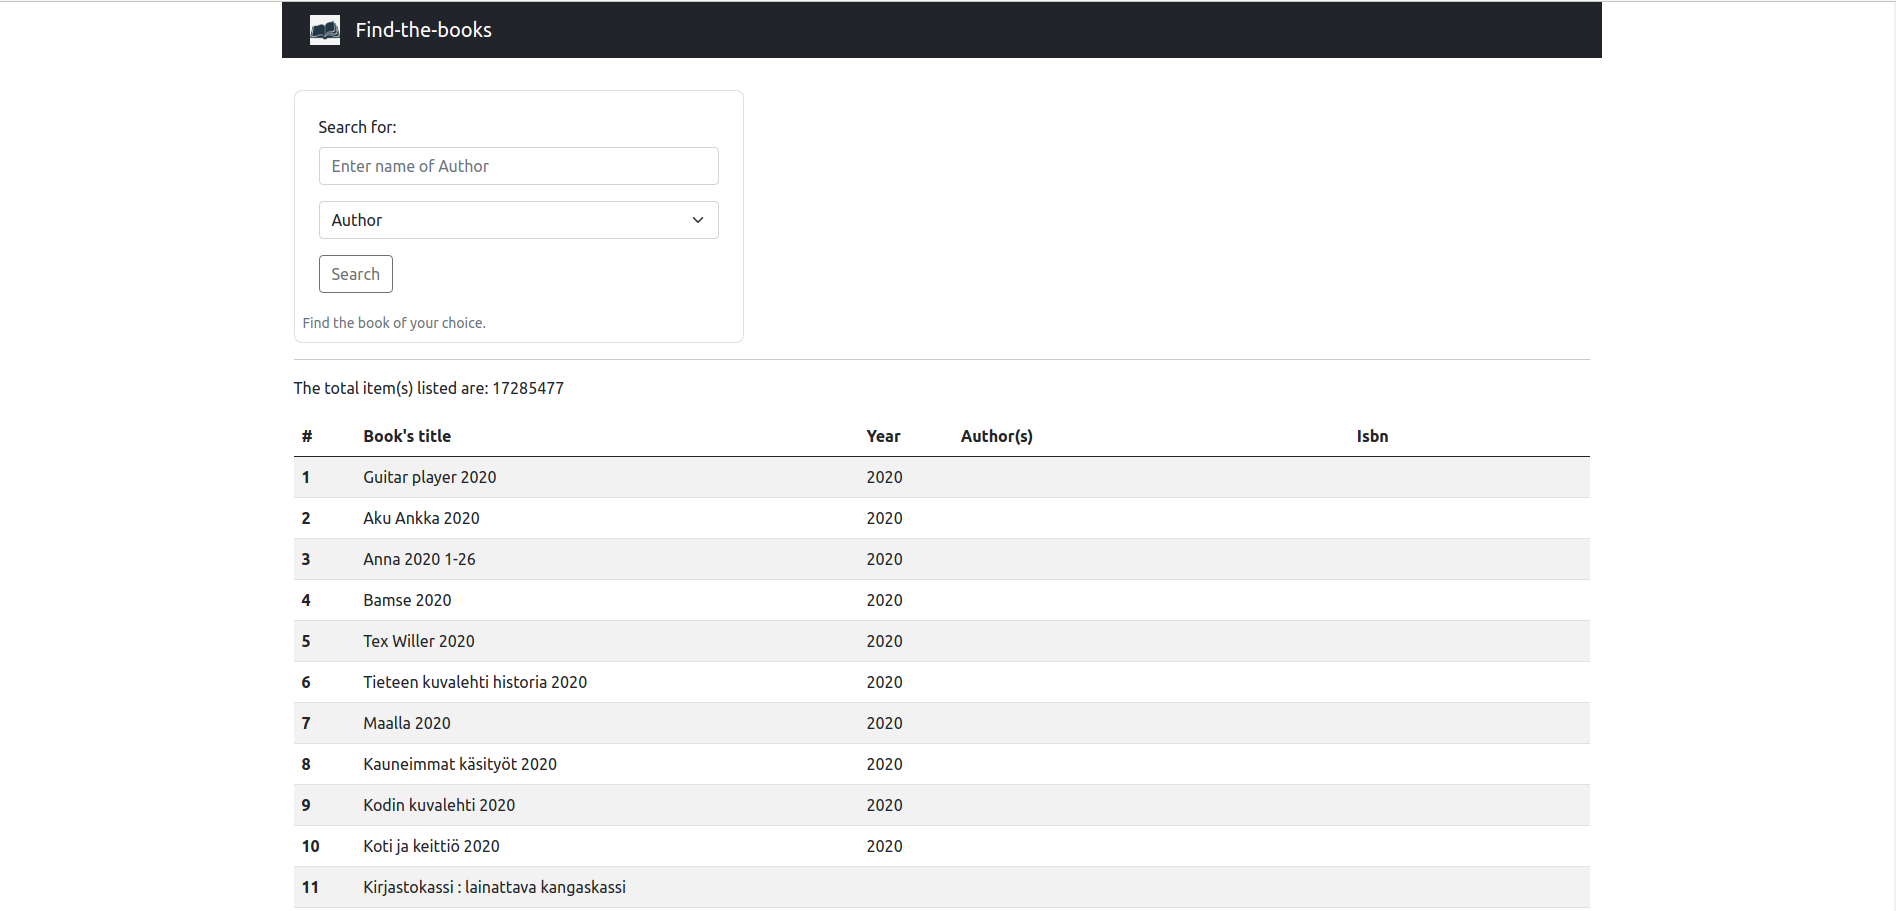 Find-the-books
Search for:
Enter name of Author
Author
Search
Find the book of your choice.
The total item(s) listed are: 17285477
# Book's title Year Author(s) Isbn
1 Guitar player 2020 2020
2 Aku Ankka 2020 2020
3 Anna 2020 1-26 2020
4 Bamse 2020 2020
5 Tex Willer 2020 2020
6 Tieteen kuvalehti historia 2020 2020
7 Maalla 2020 2020
8 Kauneimmat käsityöt 2020 2020
9 Kodin kuvalehti 2020 2020
10 Koti ja keittiö 2020 2020
11 Kirjastokassi : lainattava kangaskassi